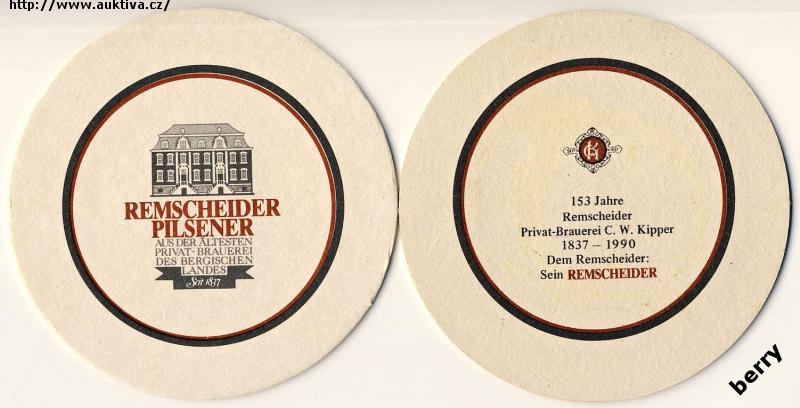 http://www.auktiva.cz/
REMSCHEIDER
PILSENER
AUS DER ÄLTESTEN
PRIVAT-BRAUEREI
DES BERGISCHEN
LANDES
Seit 1837
153 Jahre
Remscheider
Privat-Brauerei C. W. Kipper
1837 – 1990
Dem Remscheider:
Sein REMSCHEIDER
berry